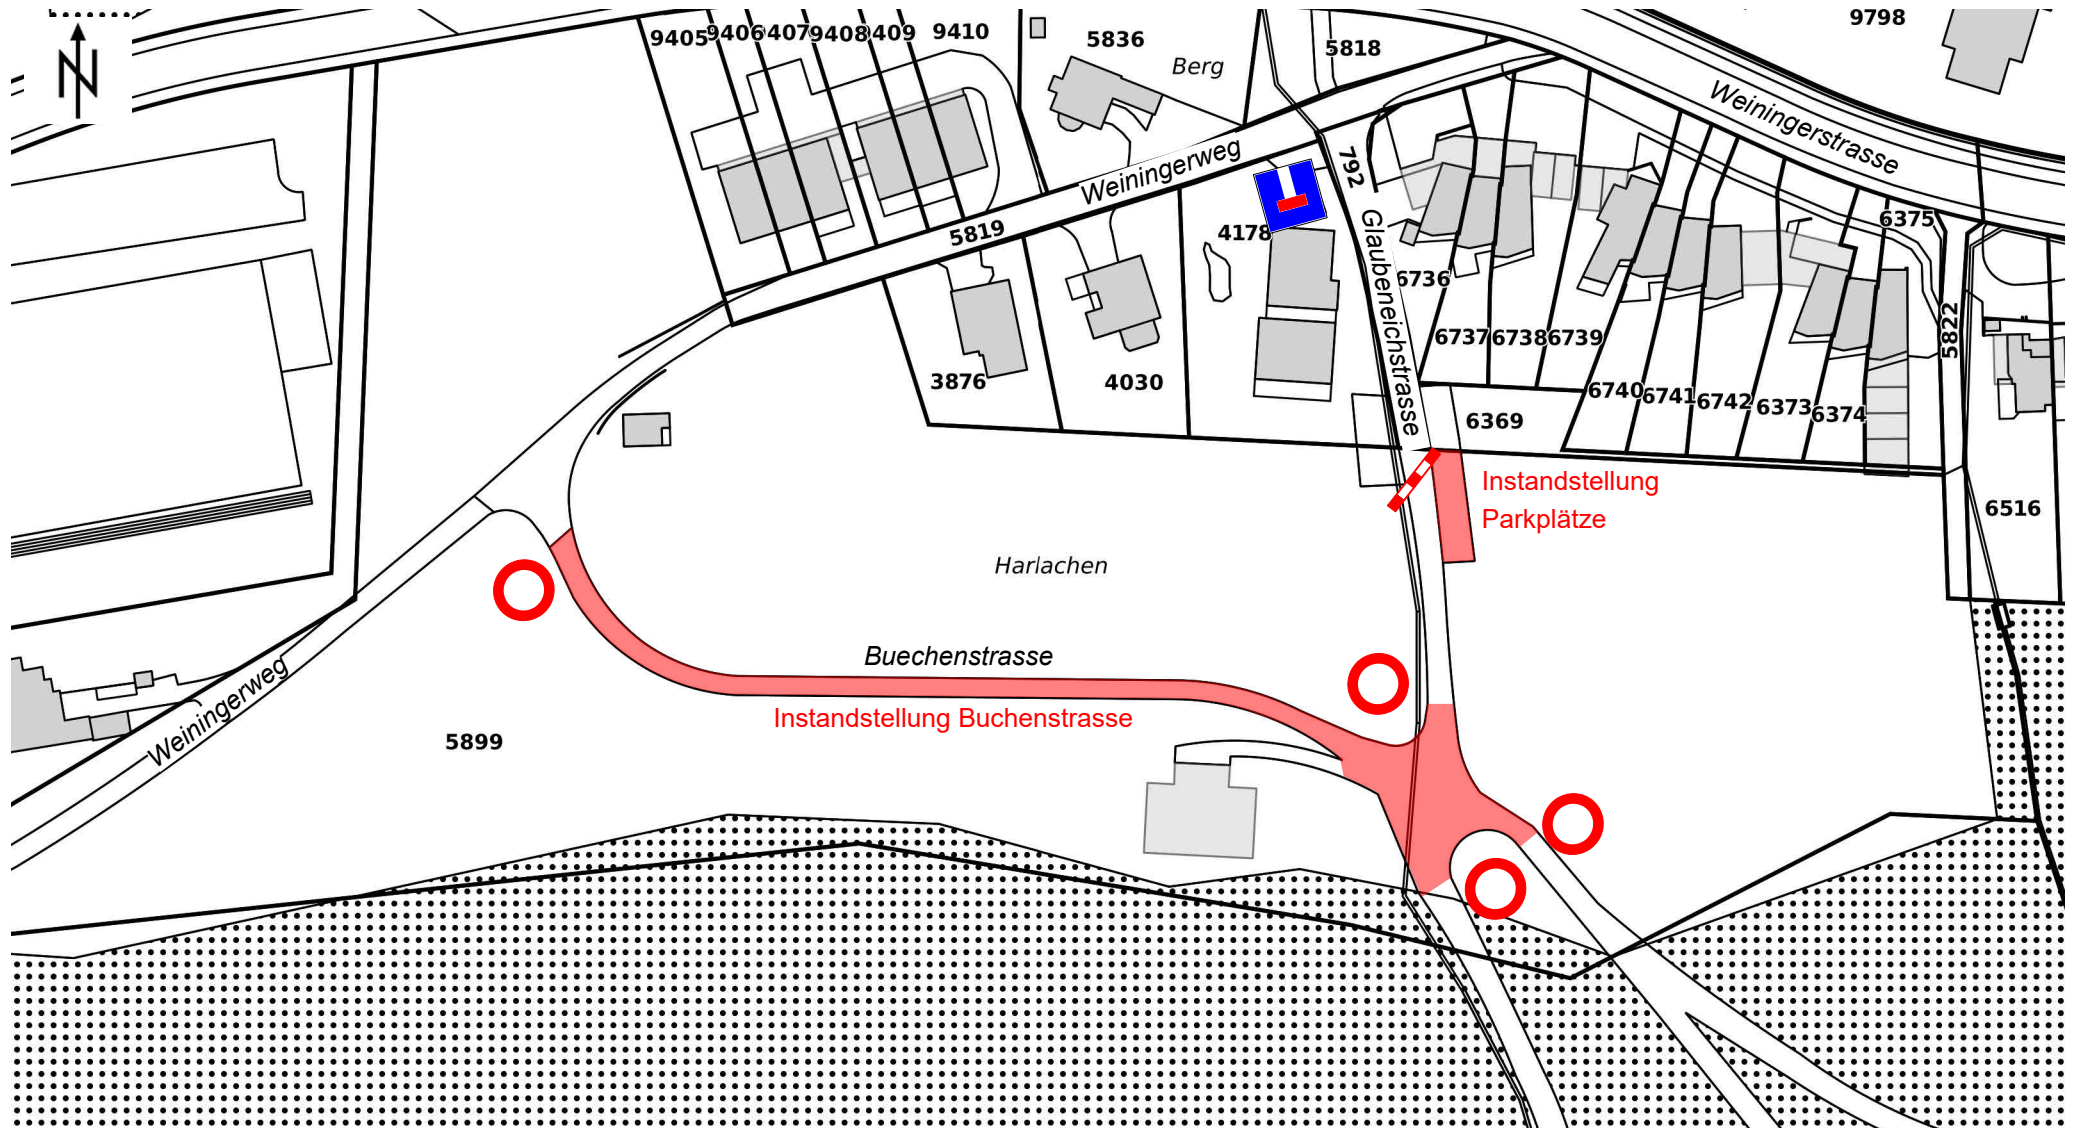 N
9405
9406
9407
9408
9409
9410
5836
Berg
5818
9798
Weiningerstrasse
Weiningerweg
792
Glaubeneichstrasse
5819
4178
6375
6736
6737
6738
6739
5822
3876
4030
6740
6741
6742
6373
6374
6369
Instandstellung
Parkplätze
6516
Harlachen
Buechenstrasse
Instandstellung Buchenstrasse
Weiningerweg
5899